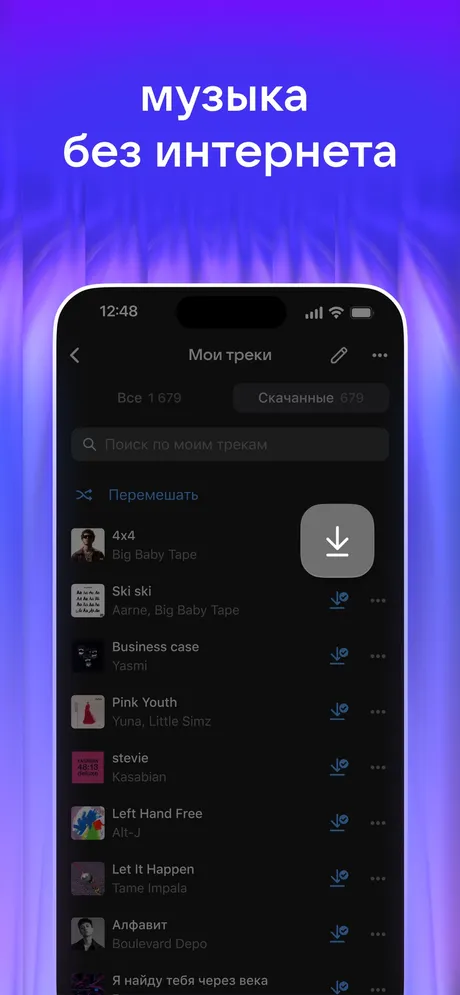 музыка
без интернета
12:48
Мои треки
Все 1 679
Скачанные 679
Поиск по моим трекам
Перемешать
4x4
Big Baby Tape
Ski ski
Aarne, Big Baby Tape
Business case
Yasmi
Pink Youth
Yuna, Little Simz
stevie
Kasabian
48:13
Left Hand Free
Alt-J
Let It Happen
Tame Impala
Алфавит
Boulevard Depo
Я найду тебя через века